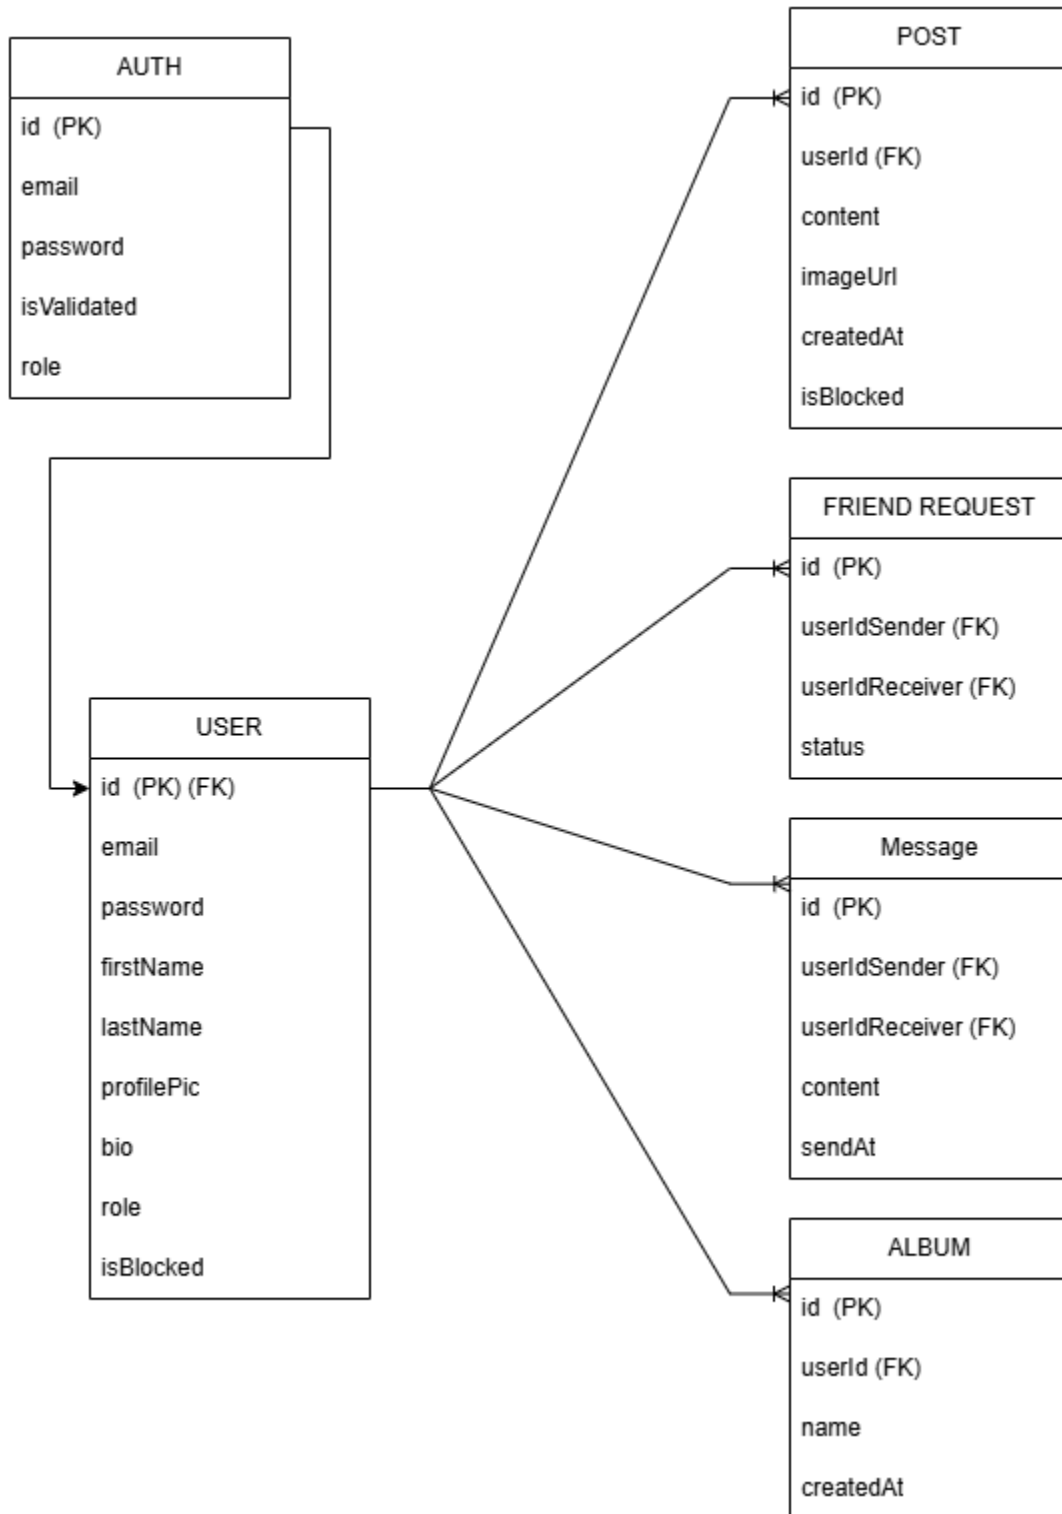 AUTH
id (PK)
email
password
isValidated
role
USER
id (PK) (FK)
email
password
firstName
lastName
profilePic
bio
role
isBlocked
POST
id (PK)
userId (FK)
content
imageUrl
createdAt
isBlocked
FRIEND REQUEST
id (PK)
userIdSender (FK)
userIdReceiver (FK)
status
Message
id (PK)
userIdSender (FK)
userIdReceiver (FK)
content
sendAt
ALBUM
id (PK)
userId (FK)
name
createdAt